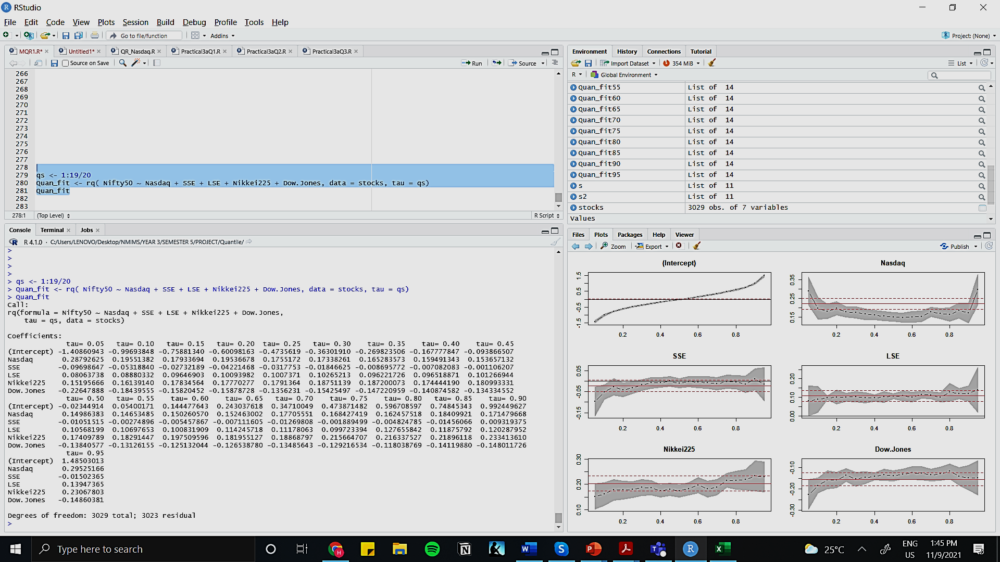 RStudio
File Edit Code View Plots Session Build Debug Profile Tools Help
Go to file/function Addins Project: (None)
MQR1.R* Untitled1* QR_Nasdaq.R Practical3aQ1.R Practical3aQ2.R Practical3aQ3.R
Source on Save Run Source
266
267
268
269
270
271
272
273
274
275
276
277
278
279 qs <- 1:19/20
280 Quan_fit <- rq( Nifty50 ~ Nasdaq + SSE + LSE + Nikkei225 + Dow.Jones, data = stocks, tau = qs)
281 Quan_fit
282
283
278:1 (Top Level) R Script
Console Terminal Jobs
R 4.1.0 · C:/Users/LENOVO/Desktop/NMIMS/YEAR 3/SEMESTER 5/PROJECT/Quantile/
>
>
>
>
> qs <- 1:19/20
> Quan_fit <- rq( Nifty50 ~ Nasdaq + SSE + LSE + Nikkei225 + Dow.Jones, data = stocks, tau = qs)
> Quan_fit
Call:
rq(formula = Nifty50 ~ Nasdaq + SSE + LSE + Nikkei225 + Dow.Jones,
tau = qs, data = stocks)
Coefficients:
tau= 0.05 tau= 0.10 tau= 0.15 tau= 0.20 tau= 0.25 tau= 0.30 tau= 0.35 tau= 0.40 tau= 0.45
(Intercept) -1.40860943 -0.99693848 -0.75881340 -0.60098163 -0.4735619 -0.36301910 -0.269823506 -0.167777847 -0.093866507
Nasdaq 0.28792625 0.19551382 0.17933694 0.19536678 0.1755172 0.17338261 0.165283573 0.159491343 0.153657132
SSE -0.09698647 -0.05318840 -0.02732189 -0.04221468 -0.0317753 -0.01846625 -0.008695772 -0.007082083 -0.001106207
LSE 0.08063738 0.08880332 0.09646903 0.10093982 0.1007371 0.10265213 0.096221726 0.096518871 0.101266944
Nikkei225 0.15195666 0.16139140 0.17834564 0.17770277 0.1791364 0.18751139 0.187200073 0.174444190 0.180993331
Dow.Jones -0.22647888 -0.18439555 -0.15820452 -0.15878728 -0.1356231 -0.15425497 -0.147220959 -0.140874582 -0.134334552
tau= 0.50 tau= 0.55 tau= 0.60 tau= 0.65 tau= 0.70 tau= 0.75 tau= 0.80 tau= 0.85 tau= 0.90
(Intercept) -0.02344914 0.05400171 0.144477643 0.243037618 0.34710049 0.473871482 0.596708597 0.74845343 0.992449627
Nasdaq 0.14986383 0.14653485 0.150260570 0.152463002 0.17705551 0.168427419 0.162457518 0.18409921 0.171479668
SSE -0.01051515 -0.00274896 -0.005457867 -0.007111605 -0.01269808 -0.001889499 -0.004824785 -0.01456066 0.009319375
LSE 0.10568199 0.10697653 0.100831909 0.114245718 0.11178063 0.099723394 0.127655842 0.11875792 0.120287952
Nikkei225 0.17409789 0.18291447 0.197509596 0.181955127 0.18868797 0.215664707 0.216337527 0.21896118 0.233413610
Dow.Jones -0.13840577 -0.13126155 -0.125132044 -0.126538780 -0.13485643 -0.129216534 -0.118038769 -0.14119880 -0.148011726
tau= 0.95
(Intercept) 1.48503013
Nasdaq 0.29525166
SSE -0.01502365
LSE 0.13947365
Nikkei225 0.23067803
Dow.Jones -0.14860381
Degrees of freedom: 3029 total; 3023 residual
>
Environment History Connections Tutorial
Import Dataset 354 MiB List
R Global Environment
Quan_fit55 List of 14
Quan_fit60 List of 14
Quan_fit65 List of 14
Quan_fit70 List of 14
Quan_fit75 List of 14
Quan_fit80 List of 14
Quan_fit85 List of 14
Quan_fit90 List of 14
Quan_fit95 List of 14
s List of 11
s2 List of 11
stocks 3029 obs. of 7 variables
Values
Files Plots Packages Help Viewer
Zoom Export Publish
(Intercept) Nasdaq
1.5 0.5 -0.5 -1.5
0.35 0.25 0.15
0.2 0.4 0.6 0.8
0.2 0.4 0.6 0.8
SSE LSE
0.05 -0.05 -0.15
0.20 0.10 0.00
0.2 0.4 0.6 0.8
0.2 0.4 0.6 0.8
Nikkei225 Dow.Jones
0.30 0.20 0.10
-0.10 -0.20 -0.30
0.2 0.4 0.6 0.8
0.2 0.4 0.6 0.8
Type here to search
25°C ENG US 1:45 PM 11/9/2021